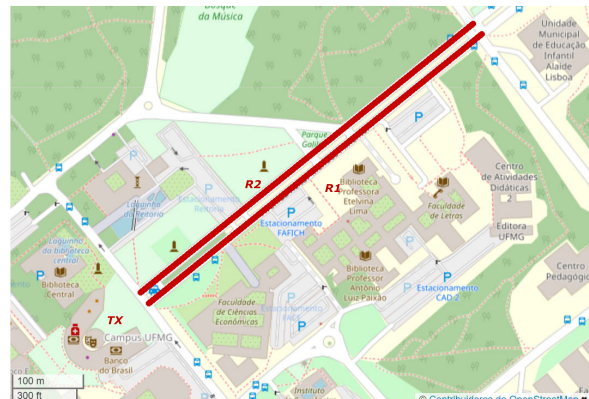 Bosque
da Música
Unidade
Municipal
de Educação
Infantil
Alaíde
Lisboa
P
Parque
R2
R1
Biblioteca
Professora
Etelvina
Lima
Faculdade
de Letras
Centro
de Atividades
Didáticas
2
P
Estacionamento
Reitoria
Laguinho
da Reitoria
P
Estacionamento
FAFICH
Editora
UFMG
Laguinho
da biblioteca
central
P
Biblioteca
Central
Biblioteca
Professor
Antônio
Luiz Paixão
P
Estacionamento
CAD 2
Centro
Pedagógico
TX
Faculdade
de Ciências
Econômicas
P
Estacionamento
FACE
Campus UFMG
Banco
do Brasil
Instituto
100 m
300 ft
© Contribuidores do OpenStreetMap